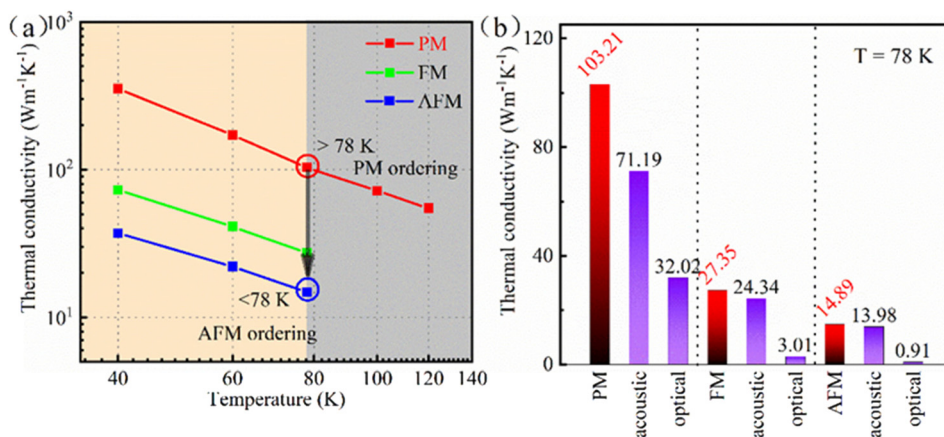 (a)
Thermal conductivity (Wm⁻¹K⁻¹)
10³
10²
10¹
PM
FM
AFM
> 78 K
PM ordering
<78 K
AFM ordering
40
60
80
100
120
140
Temperature (K)
(b)
Thermal conductivity (Wm⁻¹K⁻¹)
120
80
40
0
T = 78 K
103.21
71.19
32.02
27.35
24.34
3.01
14.89
13.98
0.91
PM
acoustic
optical
FM
acoustic
optical
AFM
acoustic
optical